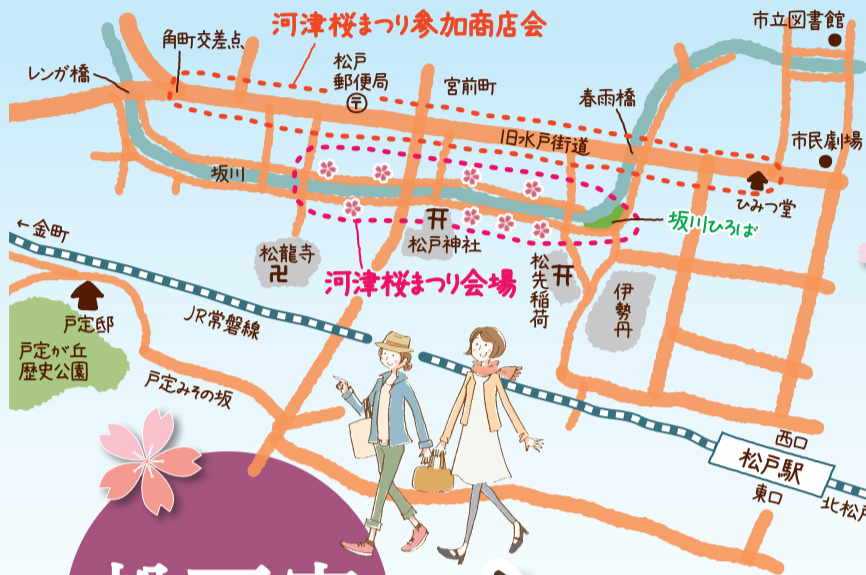 河津桜まつり参加商店会
市立図書館
角町交差点
レンガ橋
松戸
郵便局
〒
宮前町
春雨橋
旧水戸街道
市民劇場
坂川
ひみつ堂
坂川ひろば
←金町
松龍寺
卍
松戸神社
河津桜まつり会場
松先稲荷
伊勢丹
戸定邸
JR常磐線
戸定が丘
歴史公園
戸定みその坂
西口
松戸駅
東口
北松戸